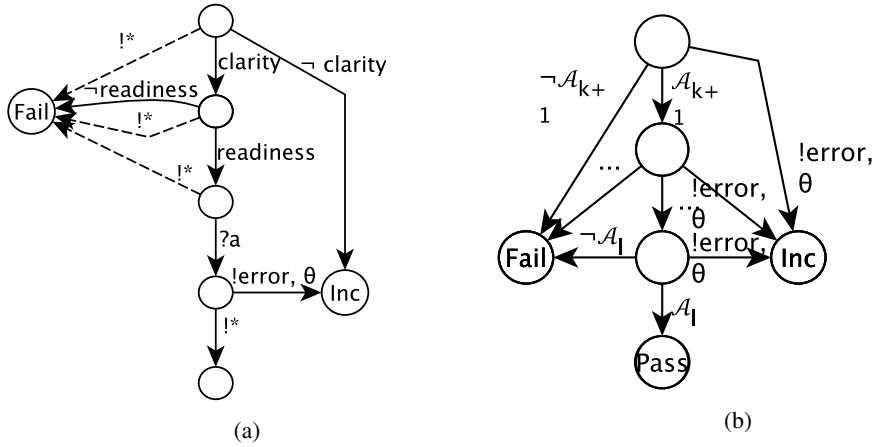 !*
clarity
¬ clarity
¬readiness
Fail
!*
readiness
!*
?a
!error, θ
Inc
!*
(a)
¬𝒜k+
1
𝒜k+
1
!error,
θ
...
!error,
...
θ
Fail
¬𝒜l
!error,
θ
Inc
𝒜l
Pass
(b)